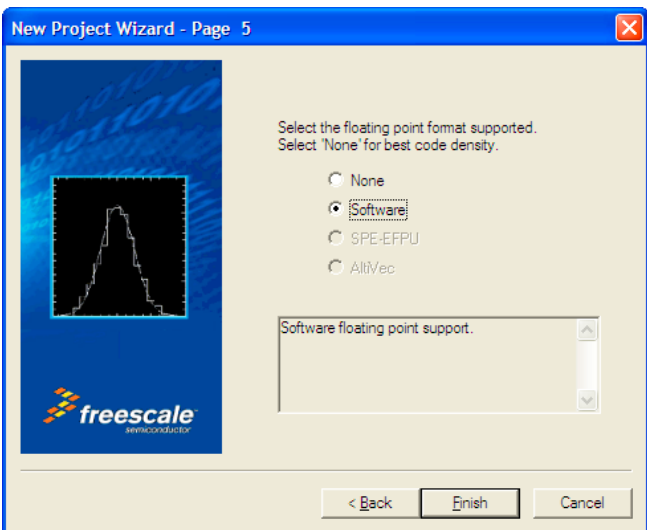 New Project Wizard - Page 5
Select the floating point format supported.
Select 'None' for best code density.
None
Software
SPE-EFPU
AltiVec
Software floating point support.
freescale
semiconductor
< Back
Finish
Cancel